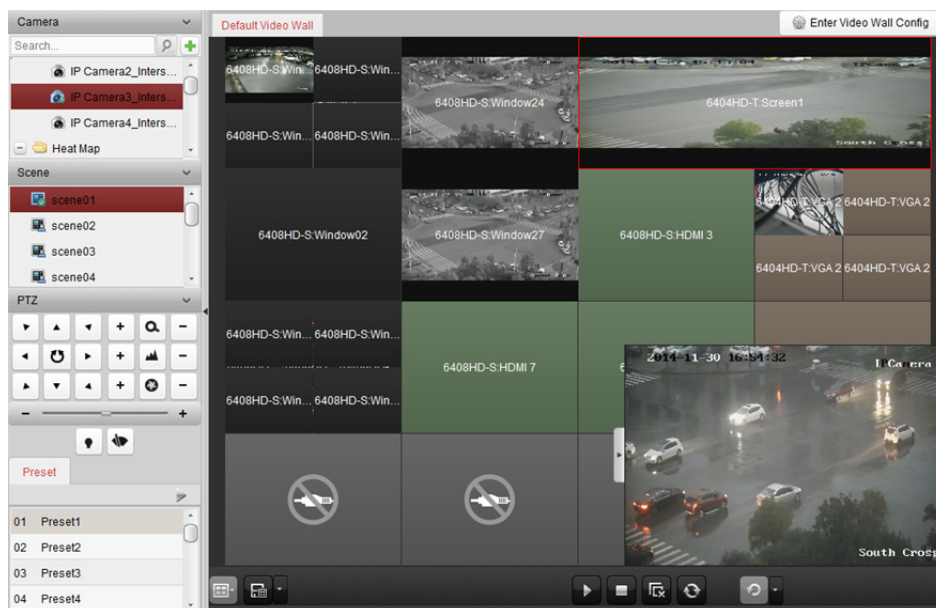 Camera
Default Video Wall
Enter Video Wall Config
Search...
IP Camera2_Inters...
IP Camera3_Inters...
IP Camera4_Inters...
Heat Map
Scene
scene01
scene02
scene03
scene04
PTZ
Preset
01 Preset1
02 Preset2
03 Preset3
04 Preset4
6408HD-S:Win... 6408HD-S:Win...
6408HD-S:Win... 6408HD-S:Win...
6408HD-S:Window24
6404HD-T:Screen1
South Cross
6408HD-S:Window02
6408HD-S:Window27
6408HD-S:HDMI 3
6404HD-T:VGA 2 6404HD-T:VGA 2
6404HD-T:VGA 2 6404HD-T:VGA 2
6408HD-S:Win... 6408HD-S:Win...
6408HD-S:Win... 6408HD-S:Win...
6408HD-S:HDMI 7
2014-11-30 16:54:32
IPCamera
South Cross